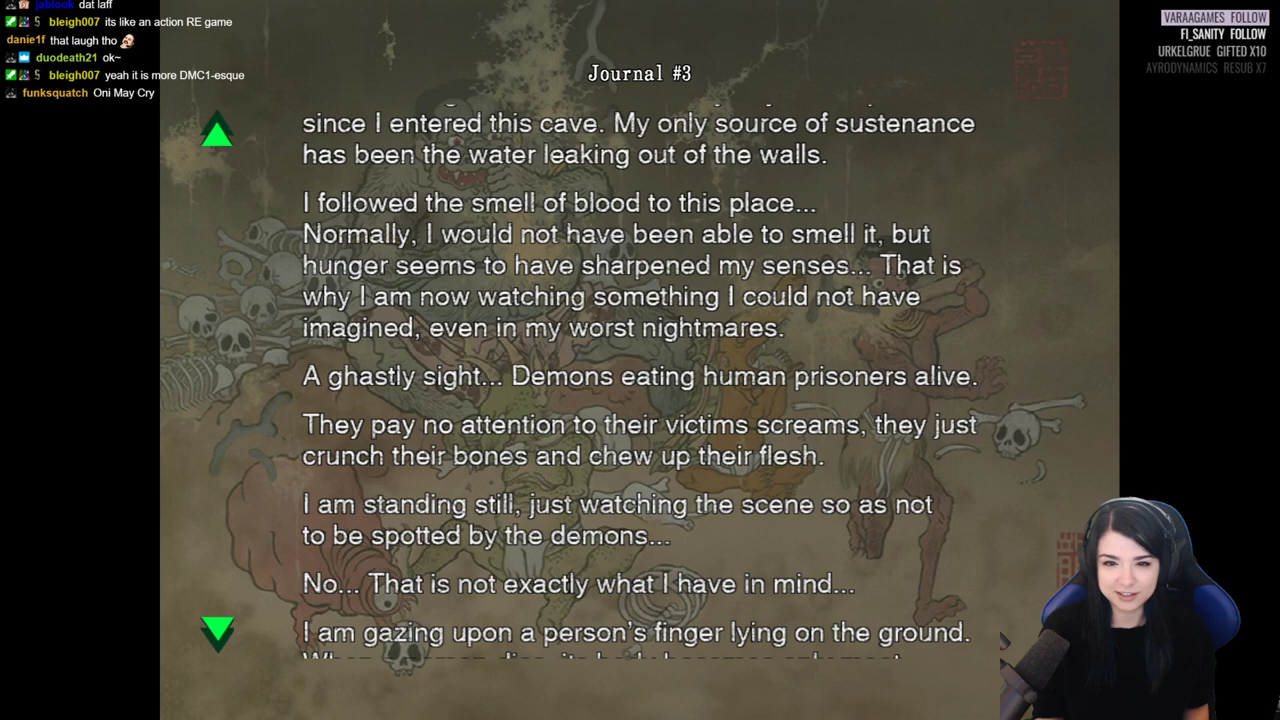 jablook dat laff
bleigh007 its like an action RE game
danie1f that laugh tho
duodeath21 ok~
bleigh007 yeah it is more DMC1-esque
funksquatch Oni May Cry
VARAAGAMES FOLLOW
FI_SANITY FOLLOW
URKELGRUE GIFTED X10
AYRODYNAMICS RESUB X7
Journal #3
since I entered this cave. My only source of sustenance
has been the water leaking out of the walls.
I followed the smell of blood to this place...
Normally, I would not have been able to smell it, but
hunger seems to have sharpened my senses... That is
why I am now watching something I could not have
imagined, even in my worst nightmares.
A ghastly sight... Demons eating human prisoners alive.
They pay no attention to their victims screams, they just
crunch their bones and chew up their flesh.
I am standing still, just watching the scene so as not
to be spotted by the demons...
No... That is not exactly what I have in mind...
I am gazing upon a person's finger lying on the ground.